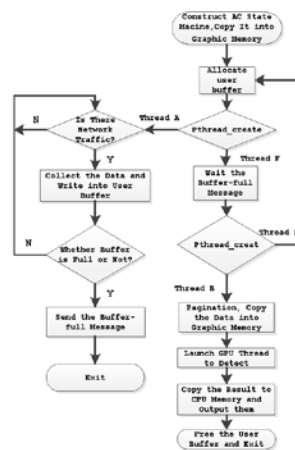 Construct AC State
Macine,Copy It into
Graphic Memory
Allocate
user
buffer
N
Is There
Network
Traffic?
Thread A
Pthread_create
Y
Thread F
Collect the Data and
Write into User
Buffer
Wait the
Buffer-full
Message
N
Whether Buffer
is Full or Not?
Pthread_creat
Thread
Y
Thread B
Send the Buffer-
full Message
Pagination, Copy
the Data into
Graphic Memory
Launch GPU Thread
to Detect
Exit
Copy the Result to
CPU Memory and
Output them
Free the User
Buffer and Exit